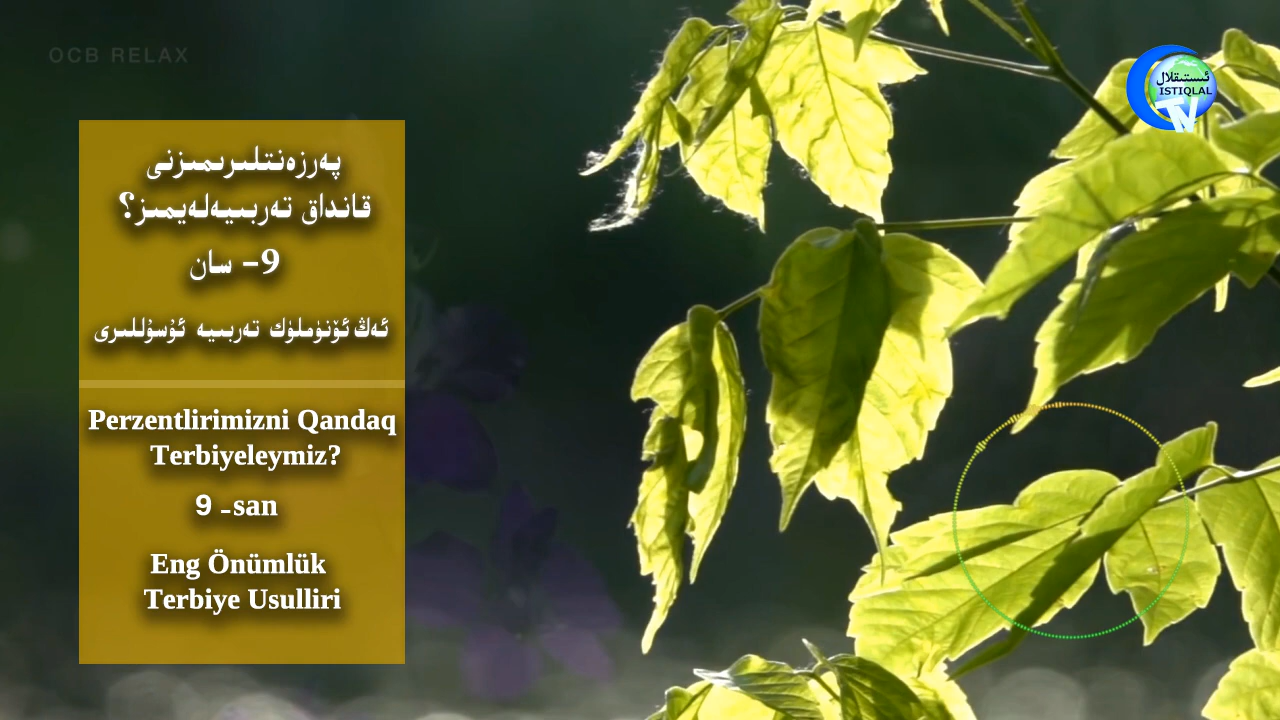 OCB RELAX
ئىستىقلال
ISTIQLAL
TV
پەرزەنتلىرىمىزنى
قانداق تەربىيەلەيمىز؟
9- سان
ئەڭ ئۈنۈملۈك تەربىيە ئۇسۇللىرى
Perzentlirimizni Qandaq
Terbiyeleymiz?
9 -san
Eng Önümlük
Terbiye Usulliri